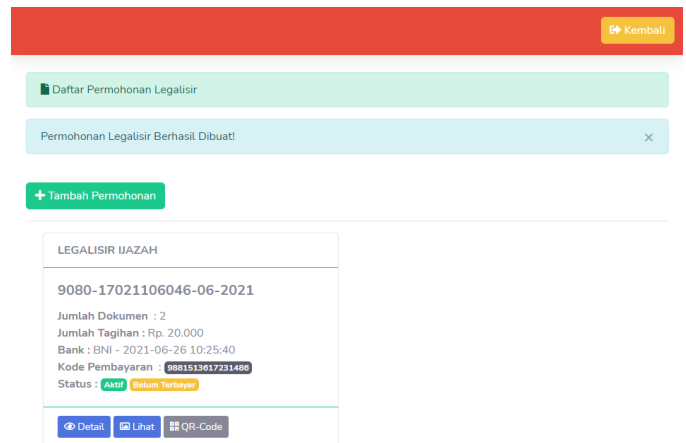 Kembali
Daftar Permohonan Legalisir
Permohonan Legalisir Berhasil Dibuat! ×
+ Tambah Permohonan
LEGALISIR IJAZAH
9080-17021106046-06-2021
Jumlah Dokumen : 2
Jumlah Tagihan : Rp. 20.000
Bank : BNI - 2021-06-26 10:25:40
Kode Pembayaran : 9881513617231486
Status : Aktif Belum Terbayar
Detail Lihat QR-Code